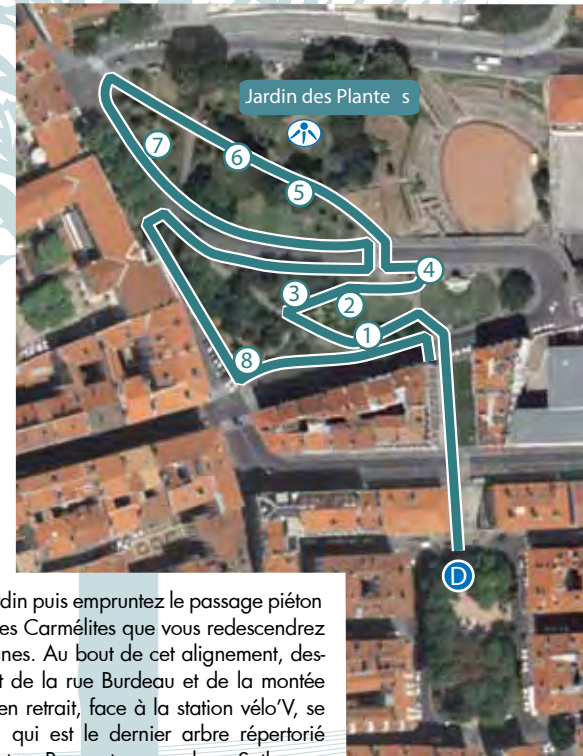 Jardin des Plante s
7
6
5
4
3
2
1
8
D
din puis empruntez le passage piéton
es Carmélites que vous redescendrez
nes. Au bout de cet alignement, des-
t de la rue Burdeau et de la montée
en retrait, face à la station vélo'V, se
qui est le dernier arbre répertorié